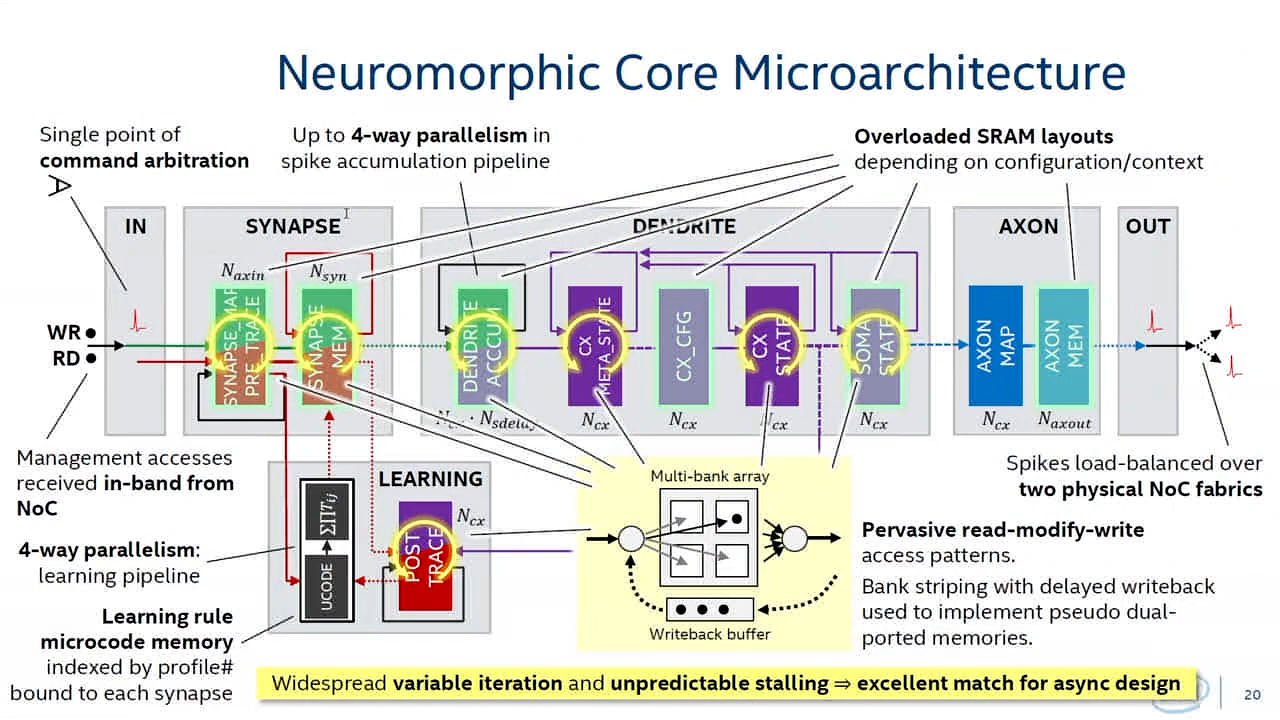 Neuromorphic Core Microarchitecture
Single point of
command arbitration
Up to 4-way parallelism in
spike accumulation pipeline
Overloaded SRAM layouts
depending on configuration/context
IN
SYNAPSE
DENDRITE
AXON
OUT
N_axin
N_syn
WR
RD
SYNAPSE_MAP
PRE_TRACE
SYNAPSE
MEM
DENDRITE
ACCUM
CX
META_STATE
CX_CFG
CX
STATE
SOMA
STATE
AXON
MAP
AXON
MEM
N_cx · N_sdelay
N_cx
N_cx
N_cx
N_cx
N_cx
N_axout
Management accesses
received in-band from
NoC
4-way parallelism:
learning pipeline
Learning rule
microcode memory
indexed by profile#
bound to each synapse
LEARNING
ΣΠT_ij
UCODE
POST
TRACE
N_cx
Multi-bank array
Writeback buffer
Spikes load-balanced over
two physical NoC fabrics
Pervasive read-modify-write
access patterns.
Bank striping with delayed writeback
used to implement pseudo dual-
ported memories.
Widespread variable iteration and unpredictable stalling ⇒ excellent match for async design
20